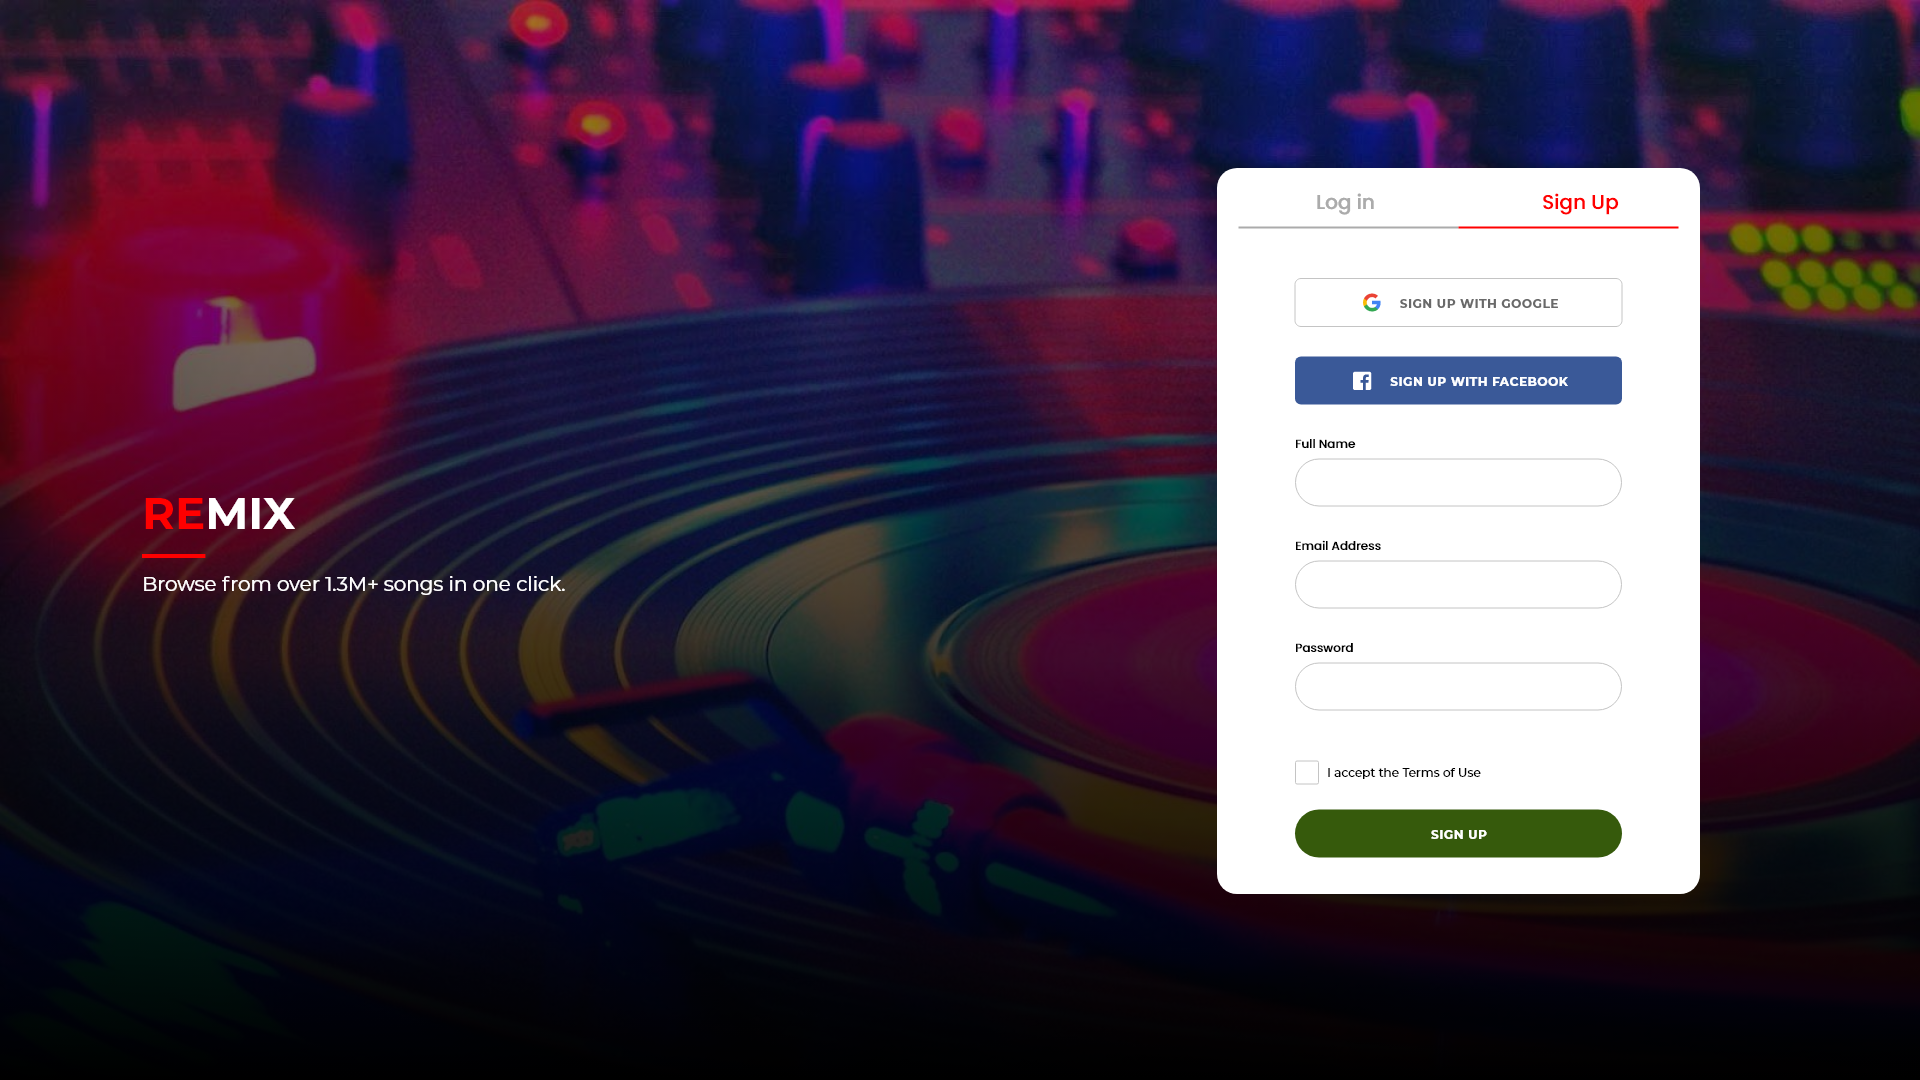 Log in
Sign Up
SIGN UP WITH GOOGLE
SIGN UP WITH FACEBOOK
Full Name
REMIX
Email Address
Browse from over 1.3M+ songs in one click.
Password
I accept the Terms of Use
SIGN UP